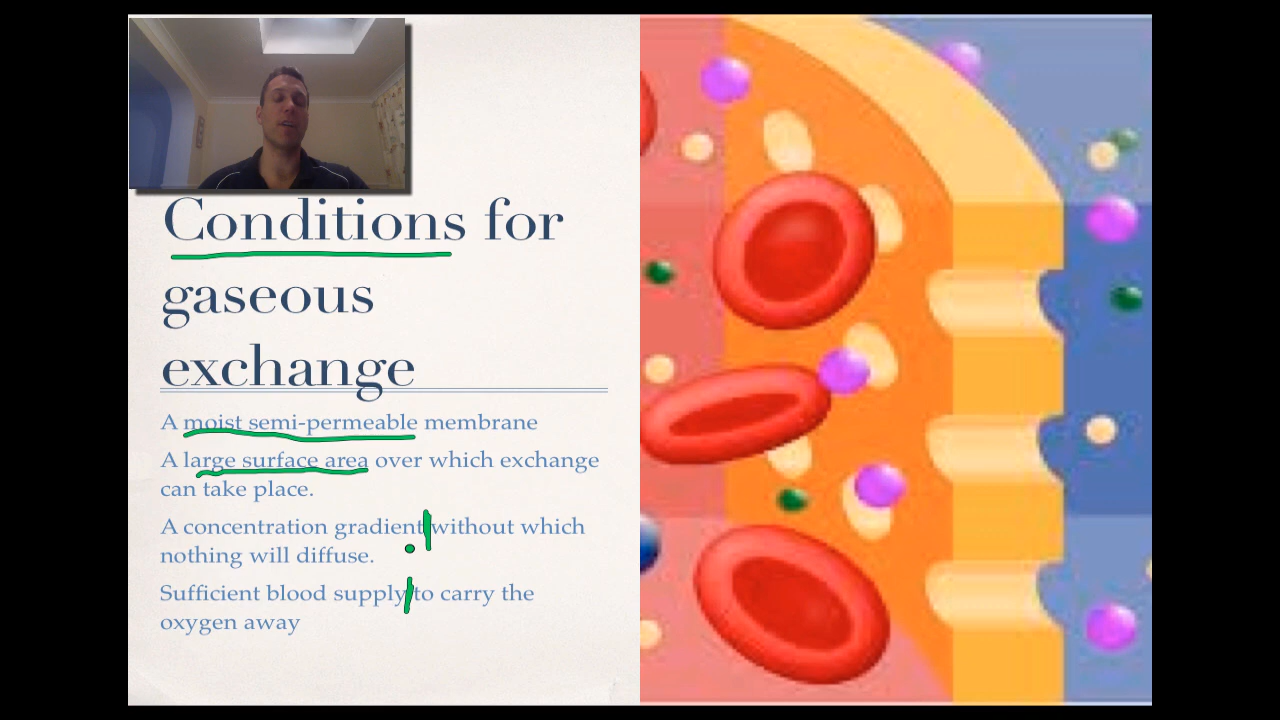 Conditions for
gaseous
exchange
A moist semi-permeable membrane
A large surface area over which exchange
can take place.
A concentration gradient without which
nothing will diffuse.
Sufficient blood supply to carry the
oxygen away